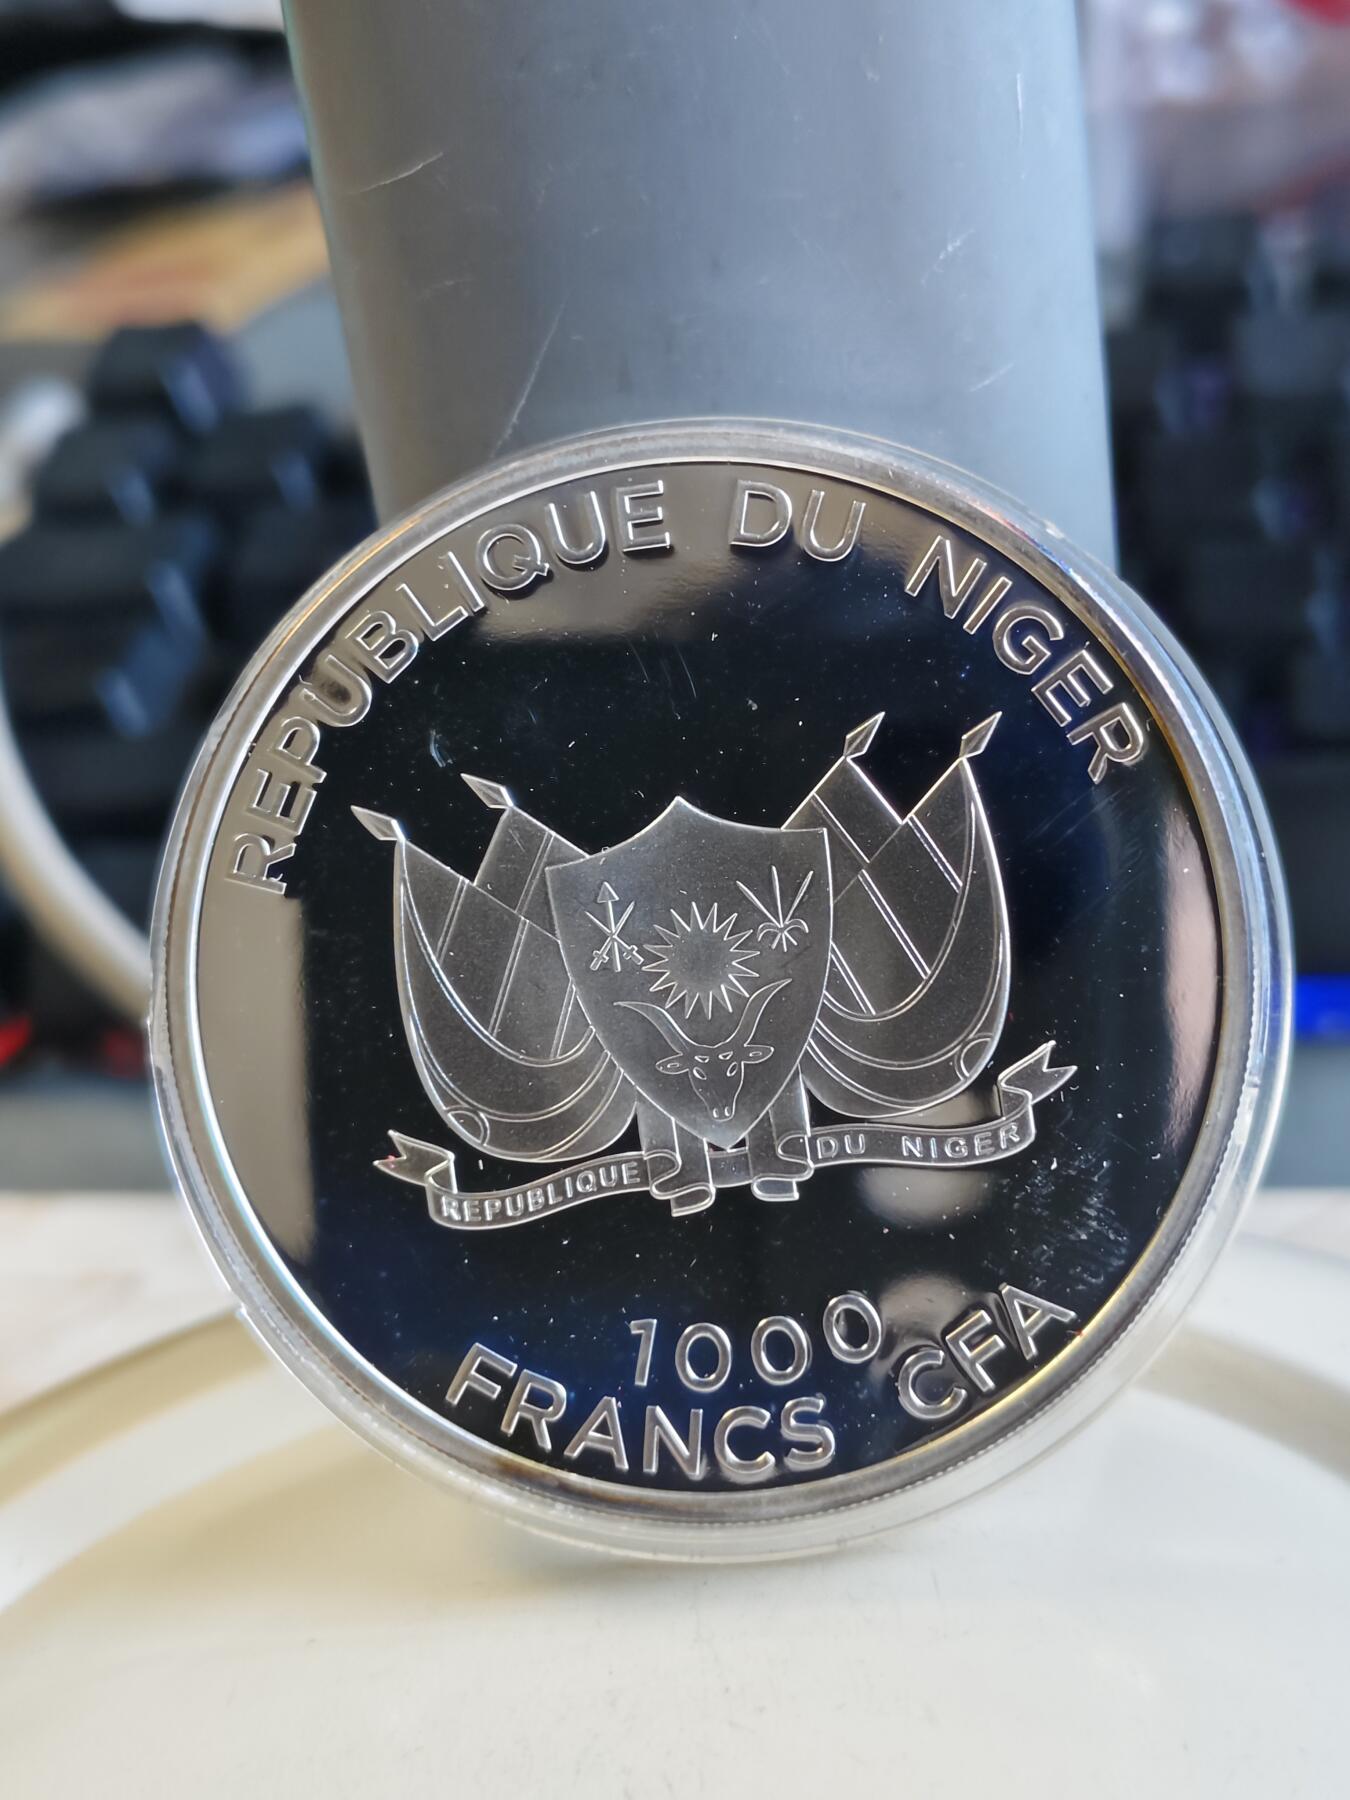 REPUBLIQUE DU NIGER
REPUBLIQUE DU NIGER
1000
FRANCS CFA